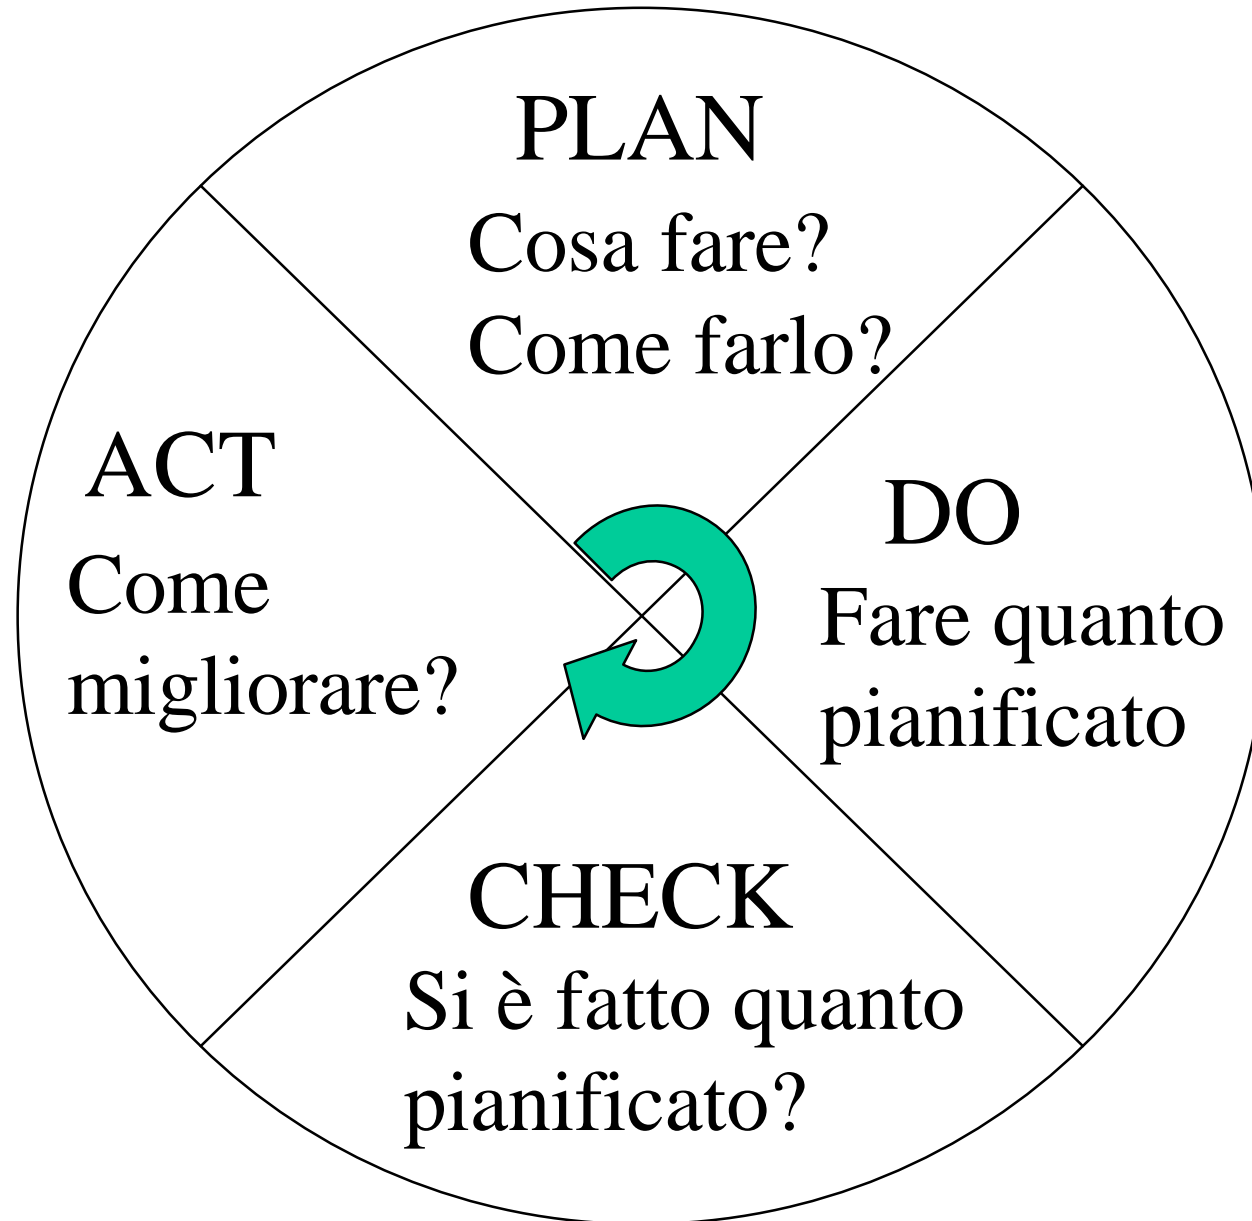 PLAN
Cosa fare?
Come farlo?
DO
Fare quanto
pianificato
CHECK
Si è fatto quanto
pianificato?
ACT
Come
migliorare?